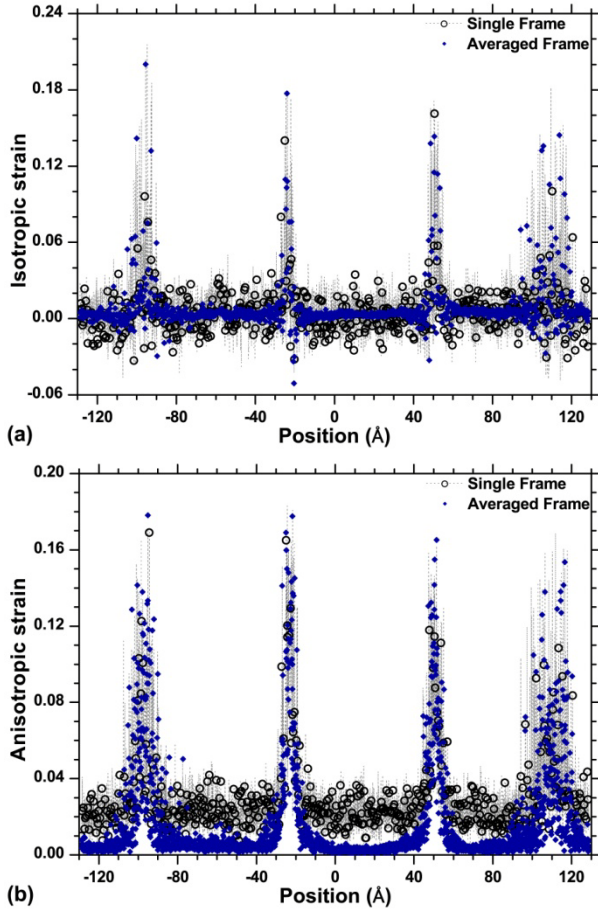 0.24
Single Frame
Averaged Frame
0.18
0.12
0.06
0.00
-0.06
Isotropic strain
-120 -80 -40 0 40 80 120
(a) Position (Å)
0.20
Single Frame
Averaged Frame
0.16
0.12
0.08
0.04
0.00
Anisotropic strain
-120 -80 -40 0 40 80 120
(b) Position (Å)